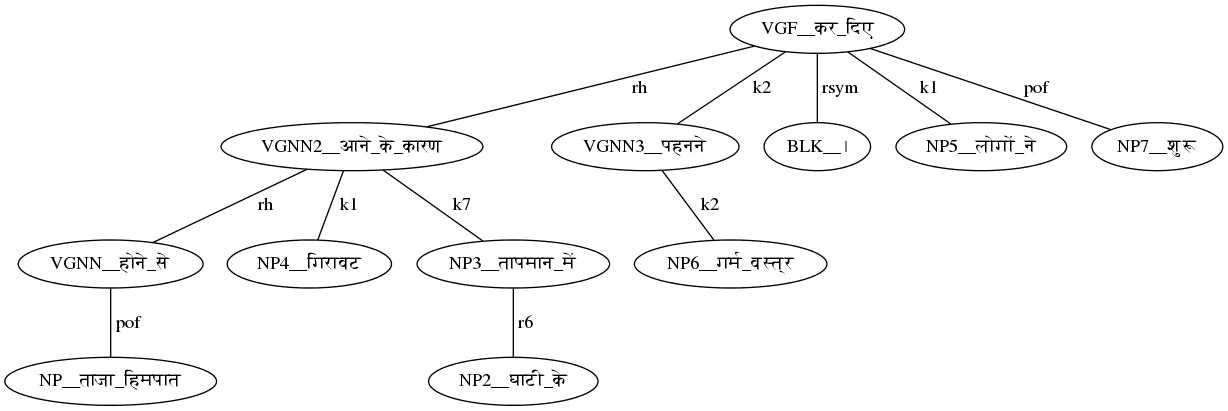 VGF__कर_दिए
rh k2 rsym k1 pof
VGNN2__आने_के_कारण VGNN3__पहनने BLK__। NP5__लोगों_ने NP7__शुरू
rh k1 k7 k2
VGNN__होने_से NP4__गिरावट NP3__तापमान_में NP6__गर्म_वस्त्र
pof r6
NP__ताजा_हिमपात NP2__घाटी_के